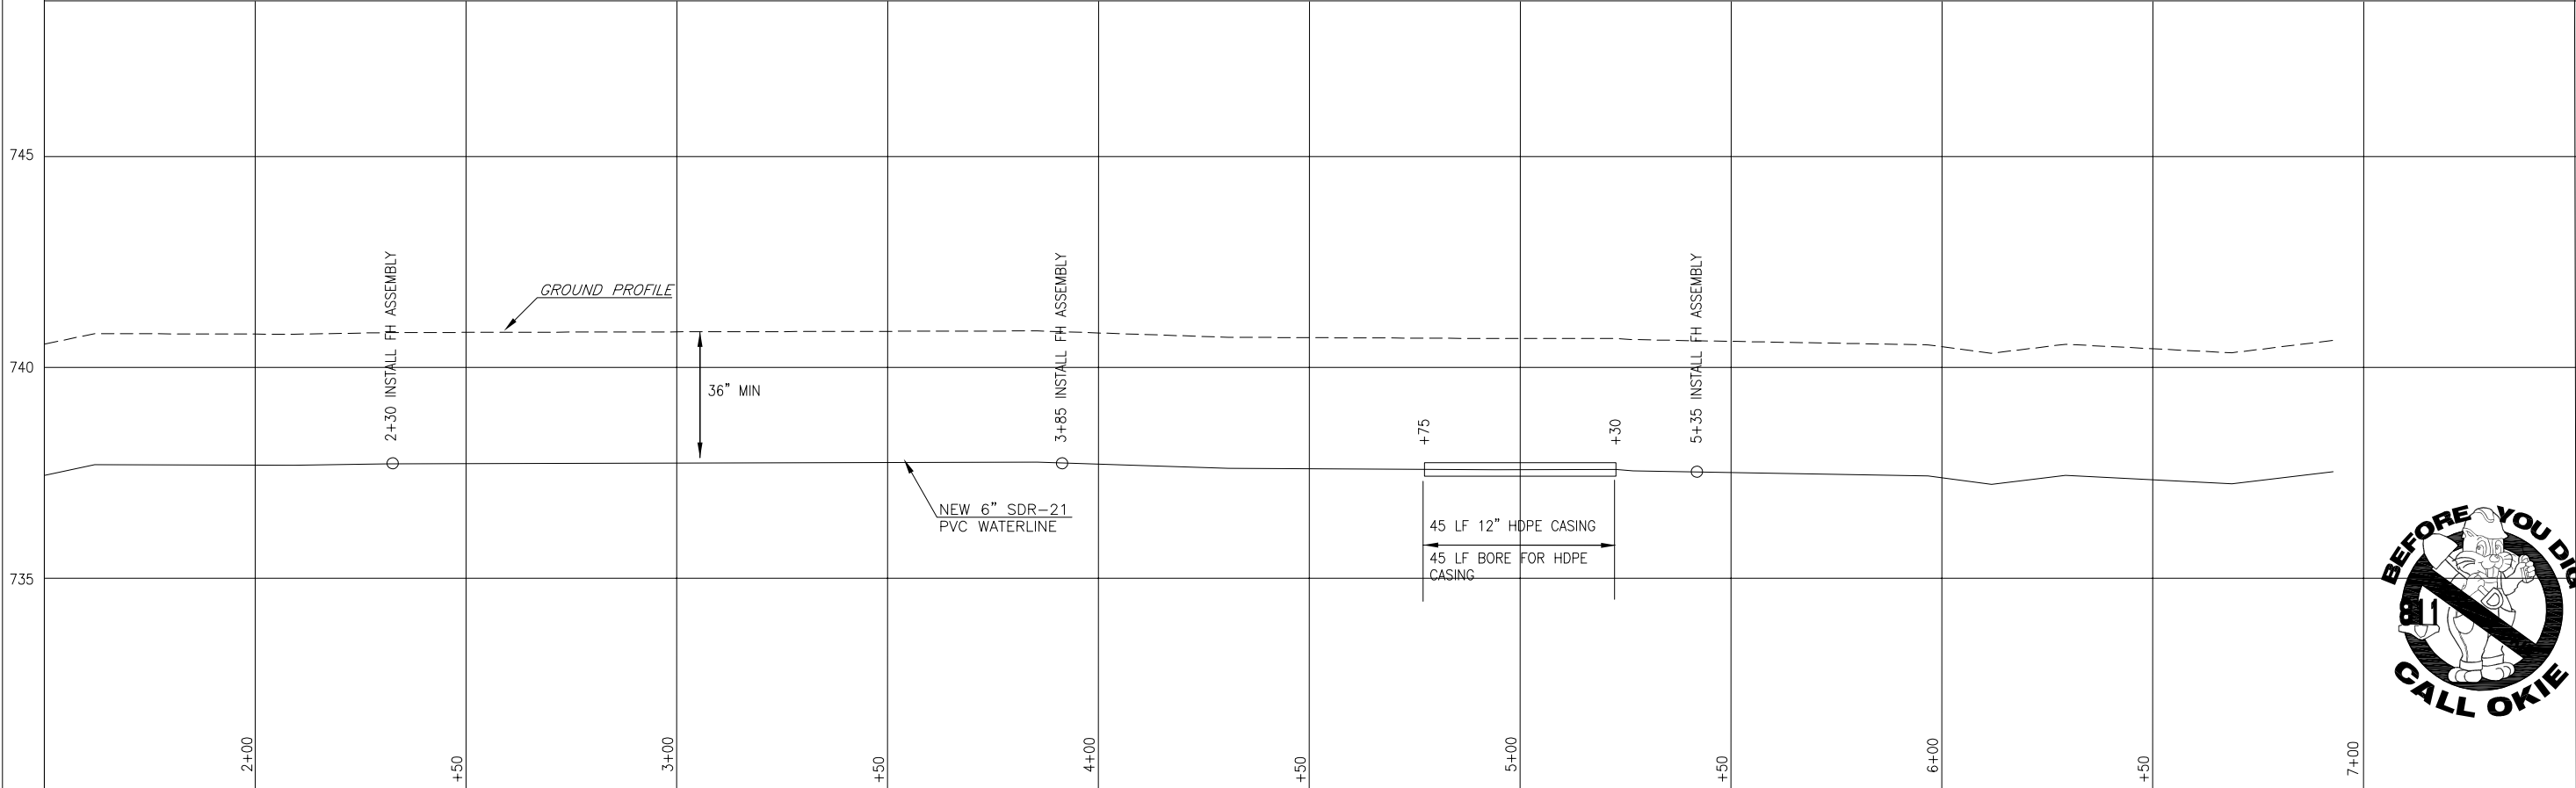 745
740
735
2+30 INSTALL FH ASSEMBLY
GROUND PROFILE
36" MIN
3+85 INSTALL FH ASSEMBLY
NEW 6" SDR-21
PVC WATERLINE
+75
+30
45 LF 12" HDPE CASING
45 LF BORE FOR HDPE
CASING
5+35 INSTALL FH ASSEMBLY
BEFORE YOU DIG
811
CALL OKIE
2+00
+50
3+00
+50
4+00
+50
5+00
+50
6+00
+50
7+00